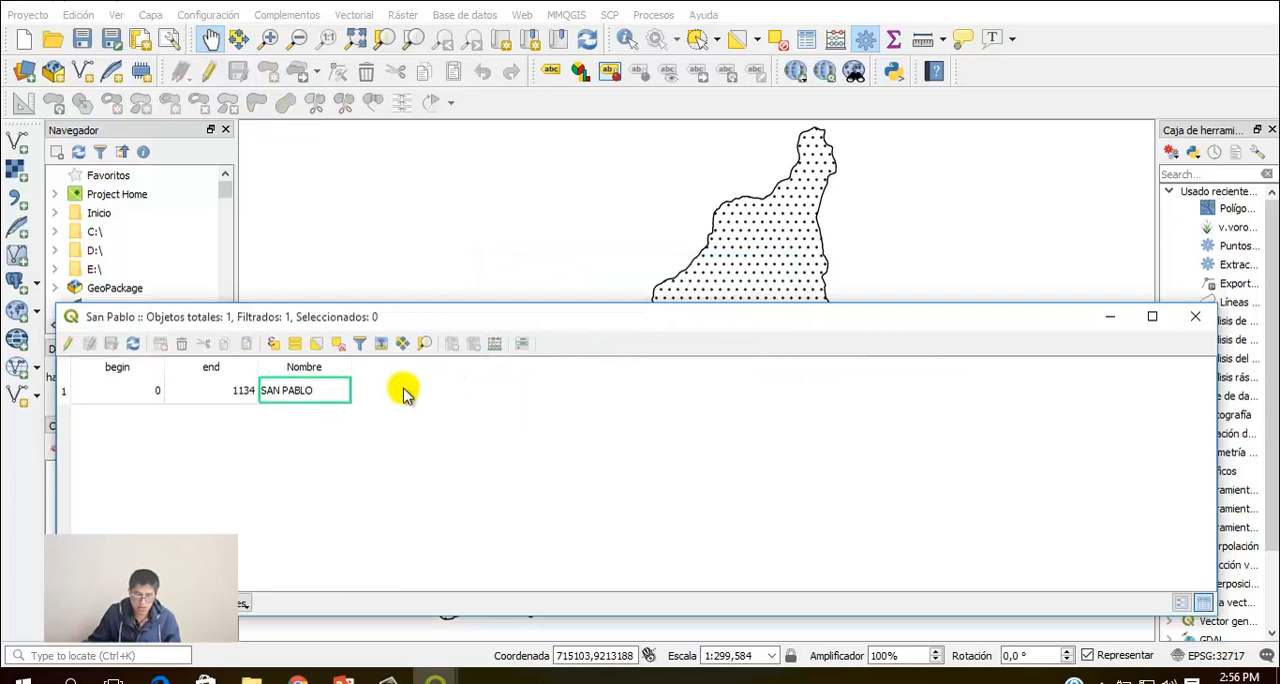 Proyecto Edición Ver Capa Configuración Complementos Vectorial Ráster Base de datos Web MMQGIS SCP Procesos Ayuda
Navegador
Caja de herrami...
Favorites
Project Home
Inicio
C:\
D:\
E:\
GeoPackage
Search...
Usado reciente...
Polígo...
v.voro...
Puntos...
Extrac...
Export...
Líneas
San Pablo :: Objetos totales: 1, Filtrados: 1, Seleccionados: 0
begin end Nombre
1 0 1134 SAN PABLO
Type to locate (Ctrl+K)
Coordenada 715103,9213188 Escala 1:299,584 Amplificador 100% Rotación 0,0 ° Representar EPSG:32717
Vector gen...
GDAL
2:56 PM